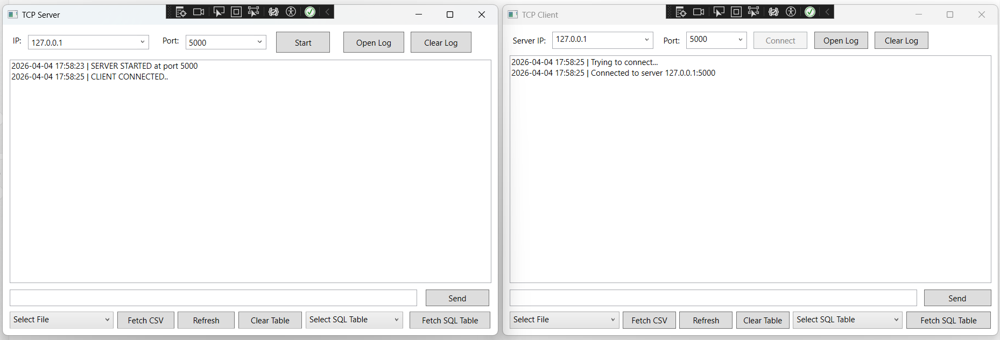 TCP Server
IP: 127.0.0.1 Port: 5000 Start Open Log Clear Log
2026-04-04 17:58:23 | SERVER STARTED at port 5000
2026-04-04 17:58:25 | CLIENT CONNECTED..
Send
Select File Fetch CSV Refresh Clear Table Select SQL Table Fetch SQL Table
TCP Client
Server IP: 127.0.0.1 Port: 5000 Connect Open Log Clear Log
2026-04-04 17:58:25 | Trying to connect...
2026-04-04 17:58:25 | Connected to server 127.0.0.1:5000
Send
Select File Fetch CSV Refresh Clear Table Select SQL Table Fetch SQL Table